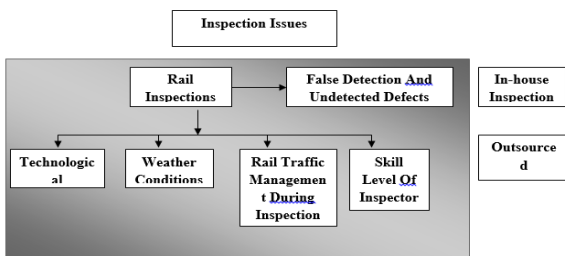 Inspection Issues
Rail
Inspections
False Detection And
Undetected Defects
In-house
Inspection
Technologic
al
Weather
Conditions
Rail Traffic
Managemen
t During
Inspection
Skill
Level Of
Inspector
Outsource
d